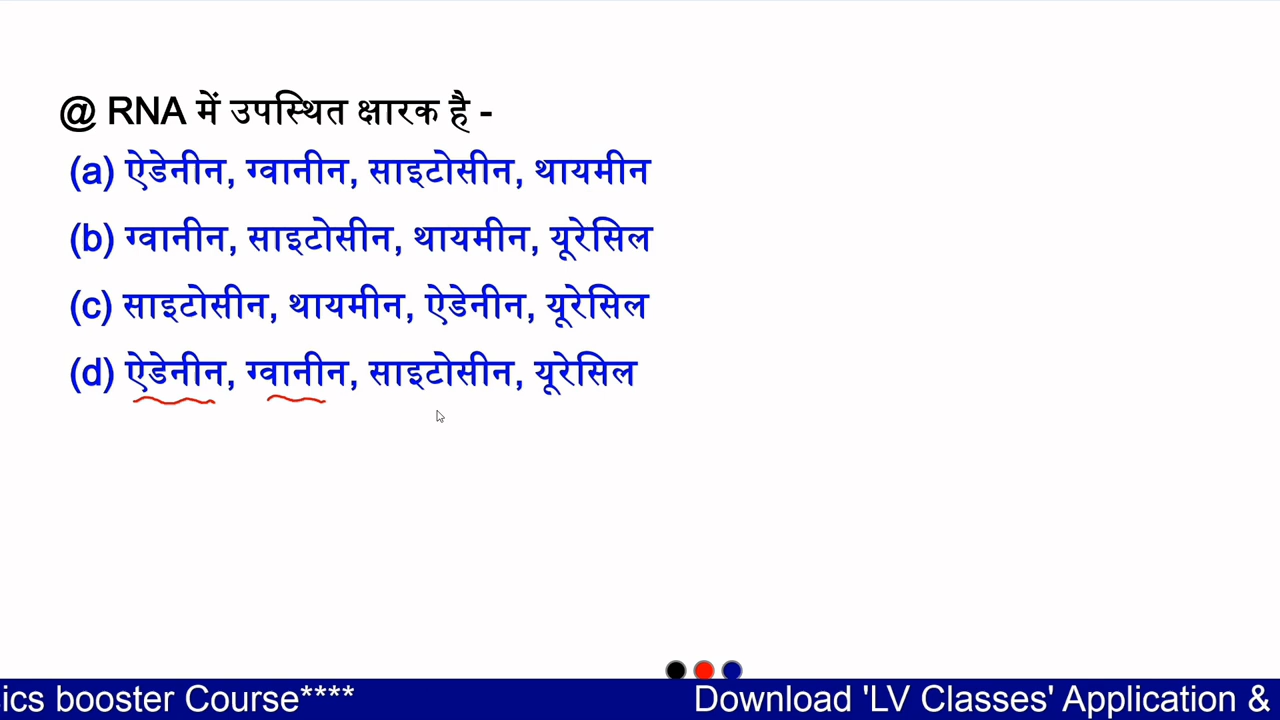 @ RNA में उपस्थित क्षारक है -
(a) ऐडेनीन, ग्वानीन, साइटोसीन, थायमीन
(b) ग्वानीन, साइटोसीन, थायमीन, यूरेसिल
(c) साइटोसीन, थायमीन, ऐडेनीन, यूरेसिल
(d) ऐडेनीन, ग्वानीन, साइटोसीन, यूरेसिल
sics booster Course**** Download 'LV Classes' Application &